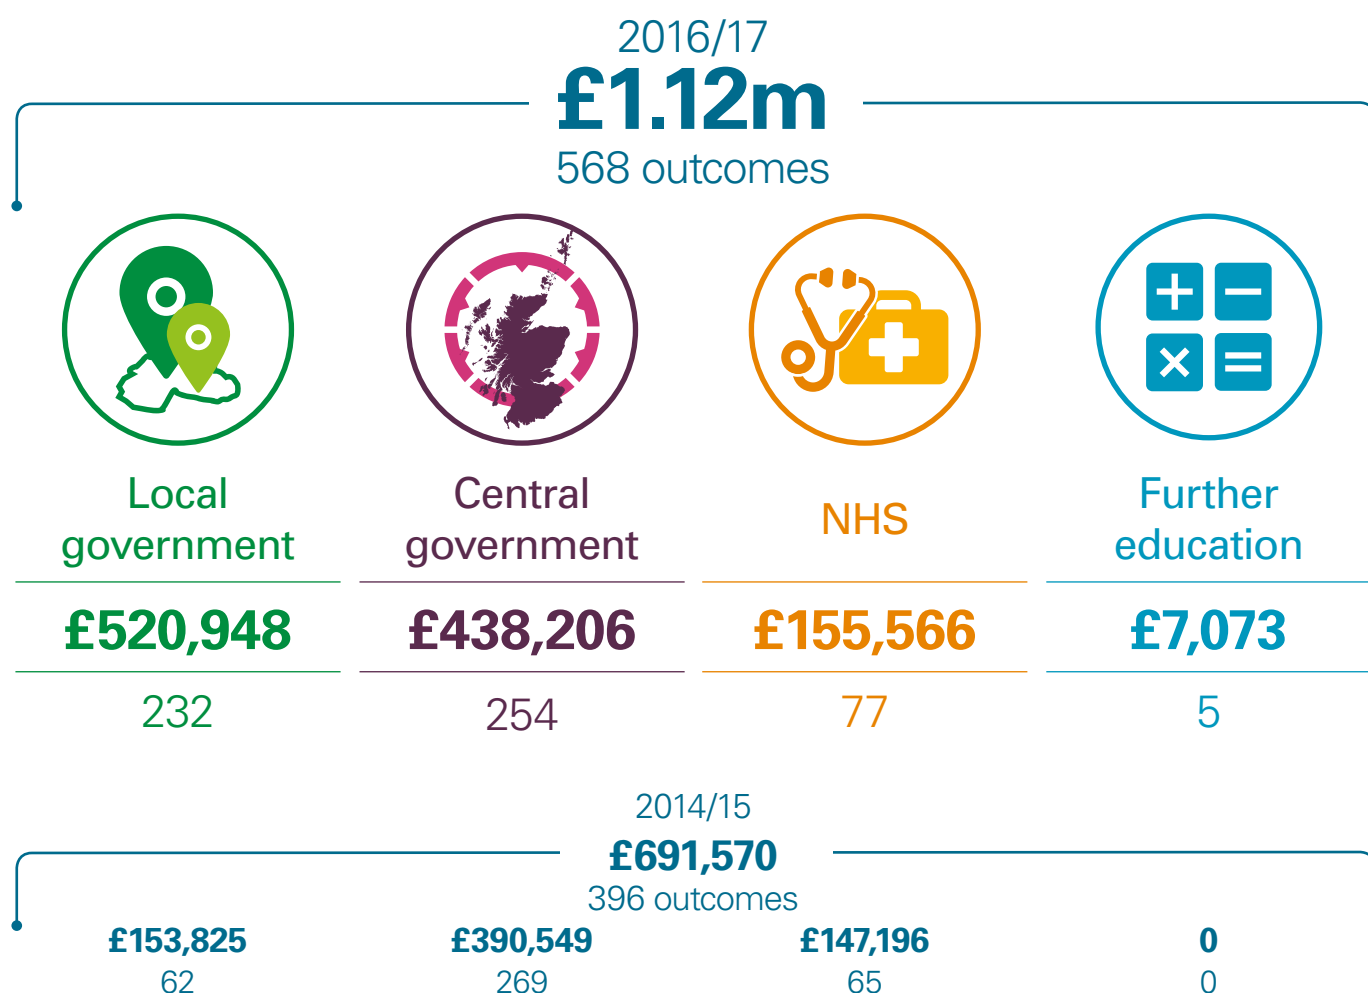 2016/17
£1.12m
568 outcomes
Local government
Central government
NHS
Further education
£520,948
£438,206
£155,566
£7,073
232
254
77
5
2014/15
£691,570
396 outcomes
£153,825
£390,549
£147,196
0
62
269
65
0